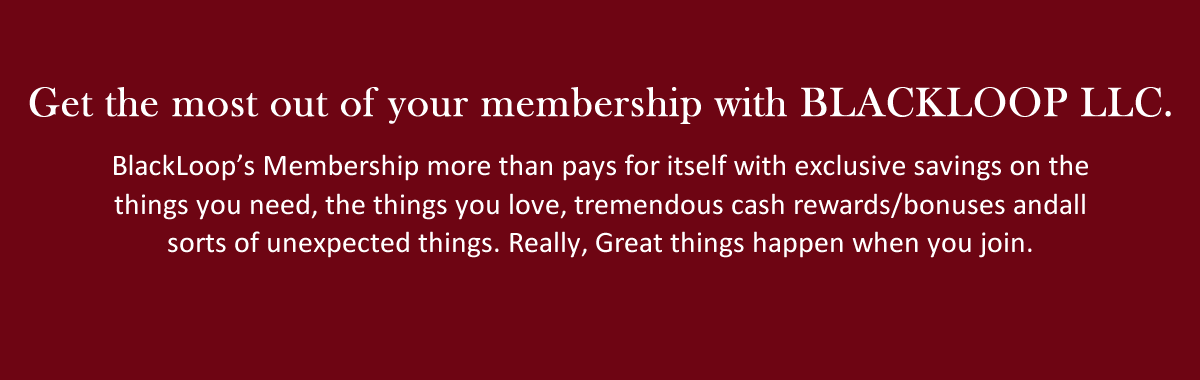 Get the most out of your membership with BLACKLOOP LLC.
BlackLoop’s Membership more than pays for itself with exclusive savings on the
things you need, the things you love, tremendous cash rewards/bonuses andall
sorts of unexpected things. Really, Great things happen when you join.